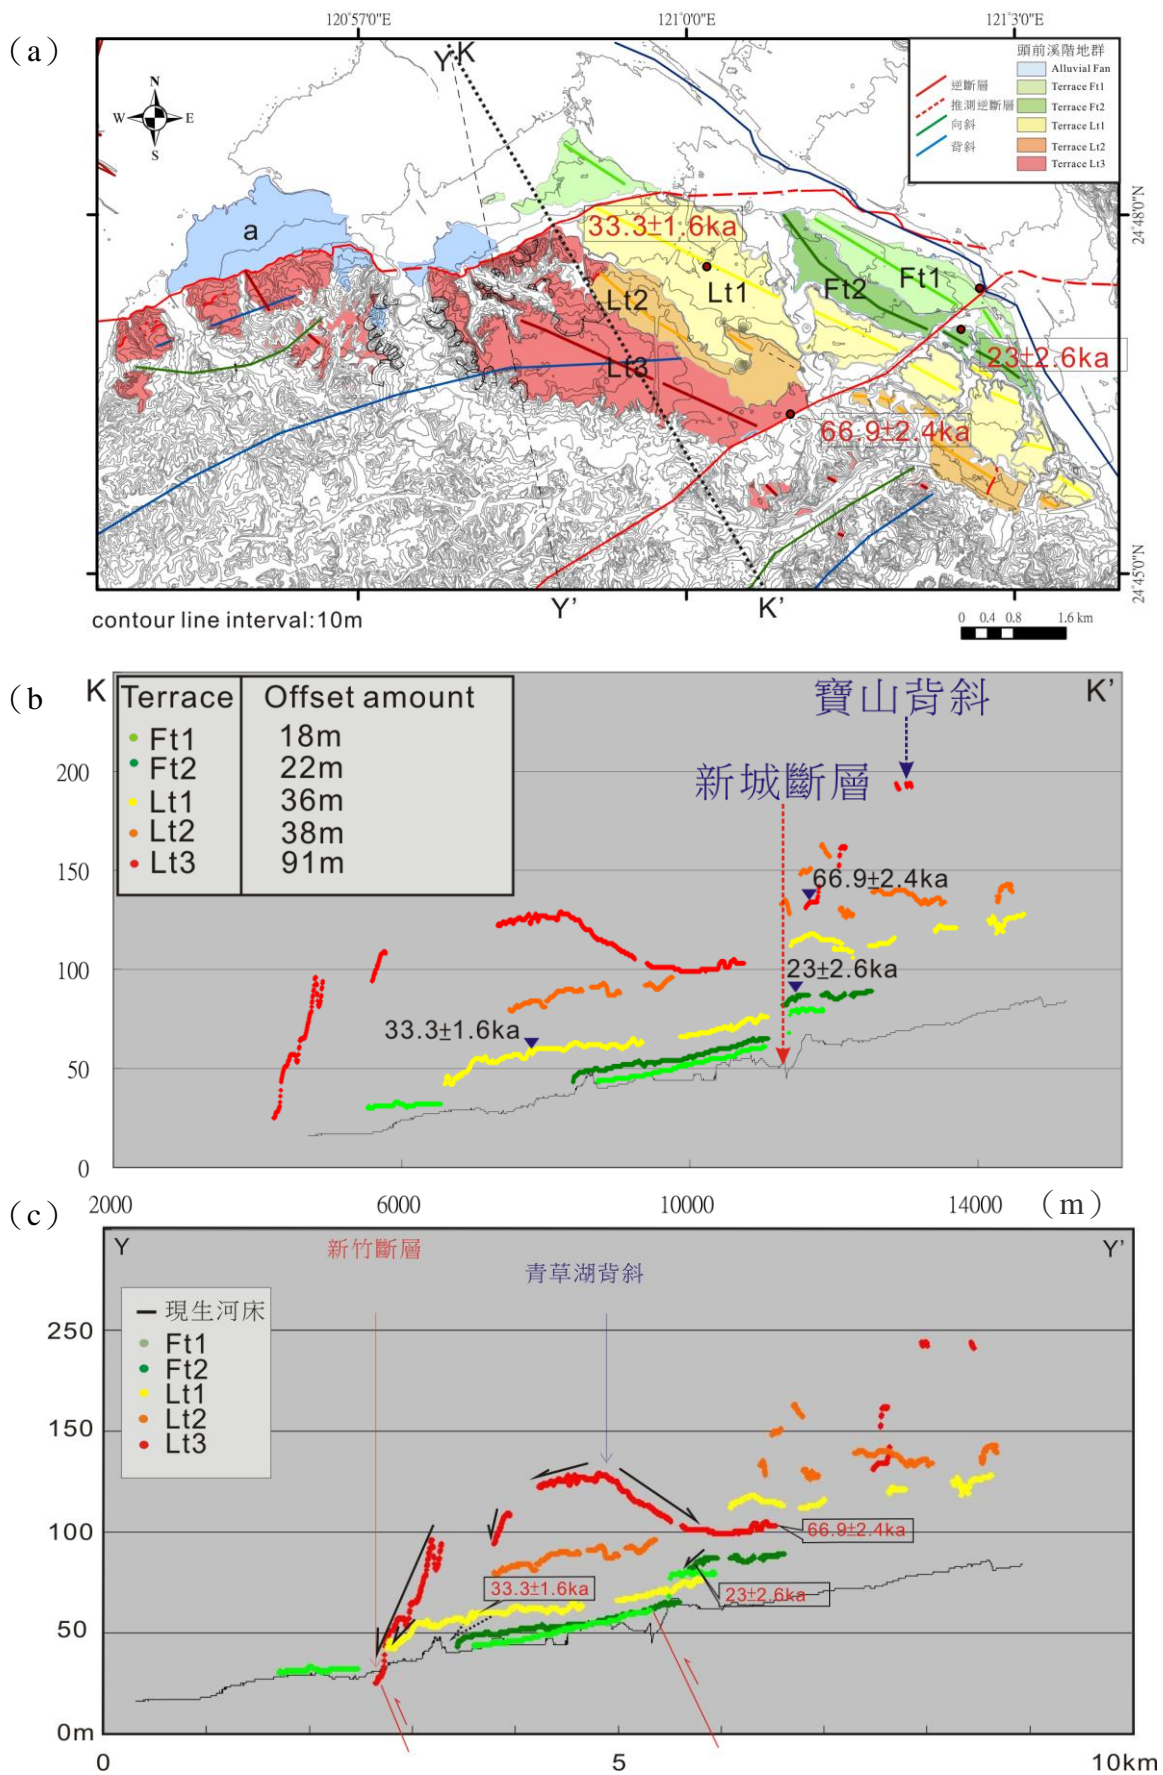 (a)
120°57'0"E
121°0'0"E
121°3'0"E
Y K
N
W E
S
頭前溪階地群
逆斷層
推測逆斷層
向斜
背斜
Alluvial Fan
Terrace Ft1
Terrace Ft2
Terrace Lt1
Terrace Lt2
Terrace Lt3
24°48'0"N
a
33.3±1.6ka
Lt1
Lt2
Lt3
Ft2
Ft1
23±2.6ka
66.9±2.4ka
24°45'0"N
Y'
K'
contour line interval:10m
0 0.4 0.8 1.6 km
(b
K
K'
Terrace Offset amount
Ft1 18m
Ft2 22m
Lt1 36m
Lt2 38m
Lt3 91m
寶山背斜
新城斷層
200
150
100
50
0
66.9±2.4ka
23±2.6ka
33.3±1.6ka
2000 6000 10000 14000 (m)
(c)
Y
Y'
新竹斷層
青草湖背斜
現生河床
Ft1
Ft2
Lt1
Lt2
Lt3
250
150
100
50
0m
66.9±2.4ka
33.3±1.6ka
23±2.6ka
0 5 10km